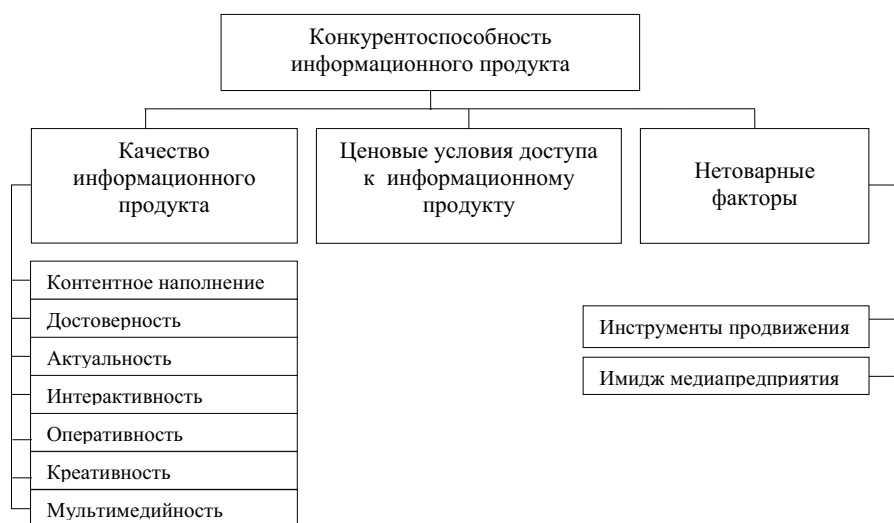 Конкурентоспособность
информационного продукта
Качество
информационного
продукта
Ценовые условия доступа
к информационному
продукту
Нетоварные
факторы
Контентное наполнение
Достоверность
Актуальность
Интерактивность
Оперативность
Креативность
Мультимедийность
Инструменты продвижения
Имидж медиапредприятия